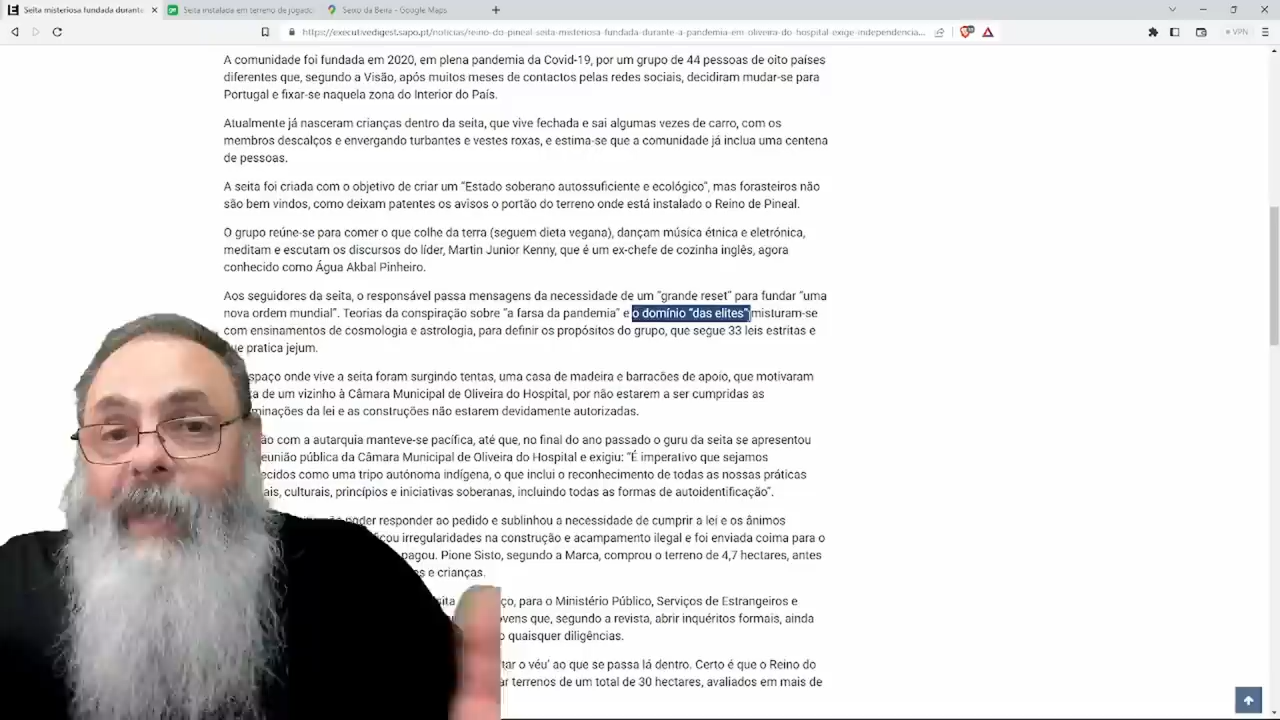 Seita misteriosa fundada durante
Seita instalada em terreno de jogado
Seixo da Beira - Google Maps
https://executivedigest.sapo.pt/noticias/reino-do-pineal-seita-misteriosa-fundada-durante-a-pandemia-em-oliveira-do-hospital-exige-independencia...
VPN
A comunidade foi fundada em 2020, em plena pandemia da Covid-19, por um grupo de 44 pessoas de oito países
diferentes que, segundo a Visão, após muitos meses de contactos pelas redes sociais, decidiram mudar-se para
Portugal e fixar-se naquela zona do Interior do País.
Atualmente já nasceram crianças dentro da seita, que vive fechada e sai algumas vezes de carro, com os
membros descalços e envergando turbantes e vestes roxas, e estima-se que a comunidade já inclua uma centena
de pessoas.
A seita foi criada com o objetivo de criar um “Estado soberano autossuficiente e ecológico”, mas forasteiros não
são bem vindos, como deixam patentes os avisos o portão do terreno onde está instalado o Reino de Pineal.
O grupo reúne-se para comer o que colhe da terra (seguem dieta vegana), dançam música étnica e eletrónica,
meditam e escutam os discursos do líder, Martin Junior Kenny, que é um ex-chefe de cozinha inglês, agora
conhecido como Água Akbal Pinheiro.
Aos seguidores da seita, o responsável passa mensagens da necessidade de um “grande reset” para fundar “uma
nova ordem mundial”. Teorias da conspiração sobre “a farsa da pandemia” e o domínio “das elites” misturam-se
com ensinamentos de cosmologia e astrologia, para definir os propósitos do grupo, que segue 33 leis estritas e
que pratica jejum.
espaço onde vive a seita foram surgindo tentas, uma casa de madeira e barracões de apoio, que motivaram
de um vizinho à Câmara Municipal de Oliveira do Hospital, por não estarem a ser cumpridas as
minações da lei e as construções não estarem devidamente autorizadas.
ão com a autarquia manteve-se pacífica, até que, no final do ano passado o guru da seita se apresentou
eunião pública da Câmara Municipal de Oliveira do Hospital e exigiu: “É imperativo que sejamos
ecidos como uma tripo autónoma indígena, o que inclui o reconhecimento de todas as nossas práticas
ais, culturais, princípios e iniciativas soberanas, incluindo todas as formas de autoidentificação”.
poder responder ao pedido e sublinhou a necessidade de cumprir a lei e os ânimos
ficou irregularidades na construção e acampamento ilegal e foi enviada coima para o
pagou. Pione Sisto, segundo a Marca, comprou o terreno de 4,7 hectares, antes
s e crianças.
sita ço, para o Ministério Público, Serviços de Estrangeiros e
ovens que, segundo a revista, abrir inquéritos formais, ainda
o quaisquer diligências.
tar o véu’ ao que se passa lá dentro. Certo é que o Reino do
ar terrenos de um total de 30 hectares, avaliados em mais de